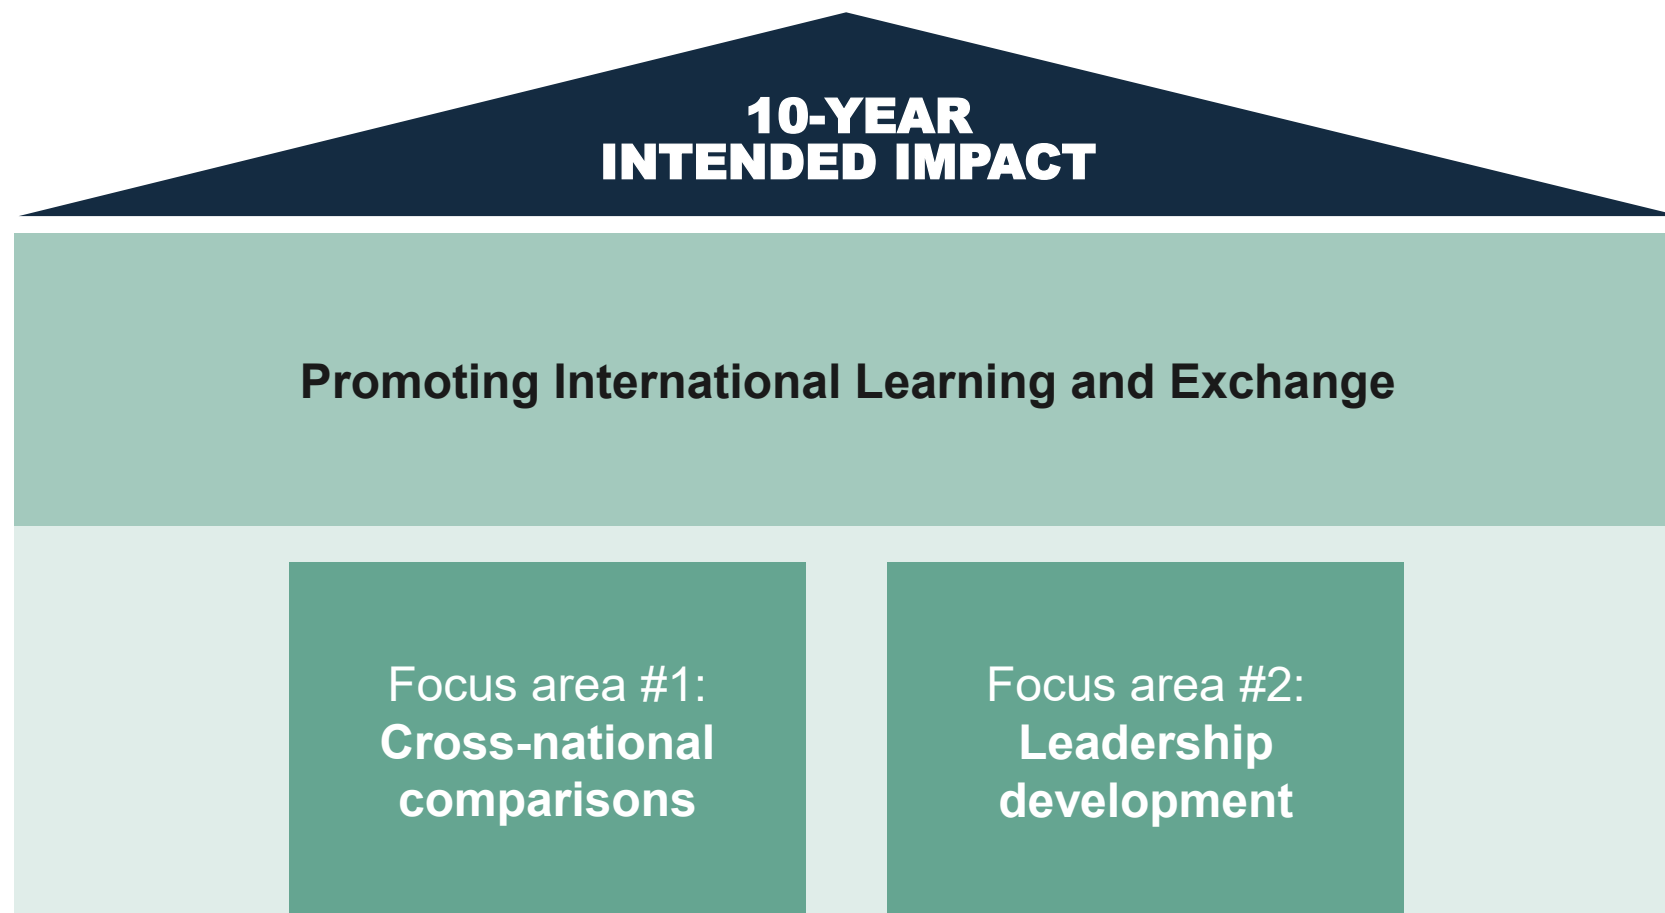 10-YEAR
INTENDED IMPACT
Promoting International Learning and Exchange
Focus area #1:
Cross-national
comparisons
Focus area #2:
Leadership
development